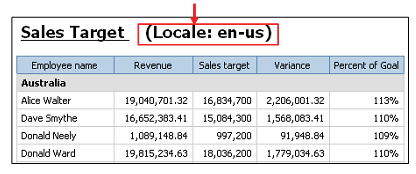 Sales Target (Locale: en-us)
Employee name Revenue Sales target Variance Percent of Goal
Australia
Alice Walter 19,040,701.32 16,834,700 2,206,001.32 113%
Dave Smythe 16,652,383.41 15,084,300 1,568,083.41 110%
Donald Neely 1,089,148.84 997,200 91,948.84 109%
Donald Ward 19,815,234.63 18,036,200 1,779,034.63 110%